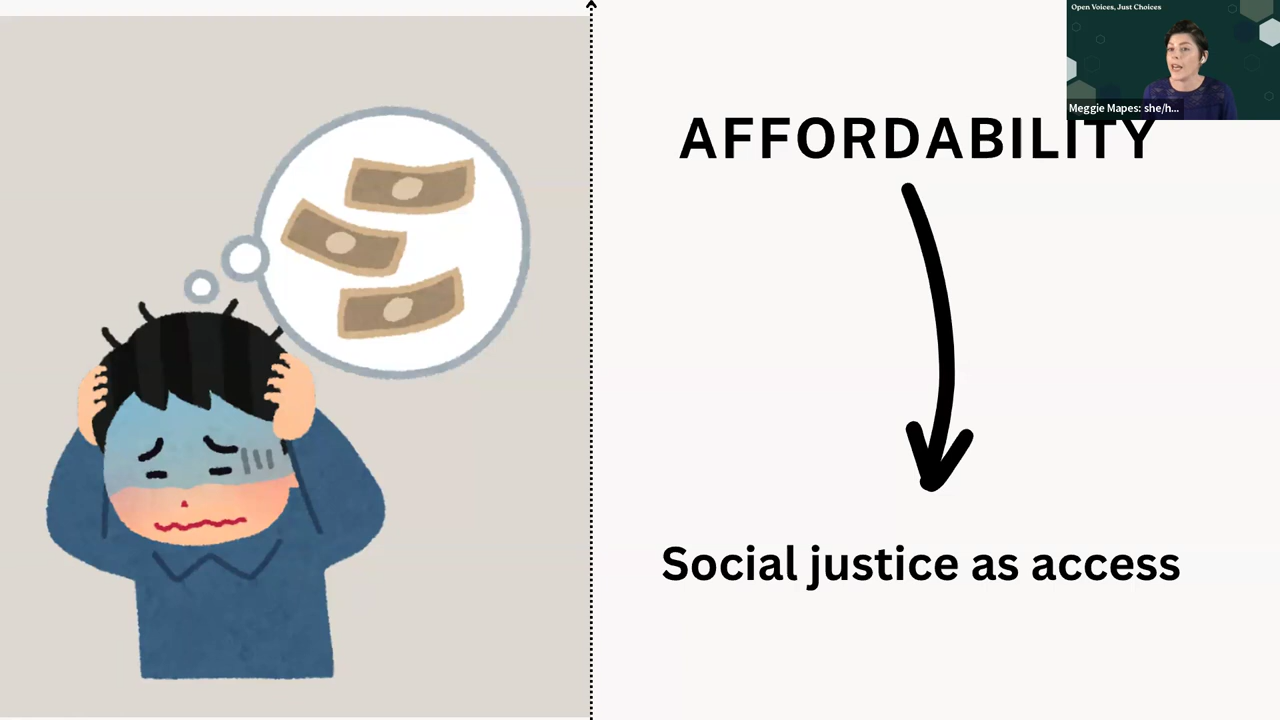 Open Voices, Just Choices
Meggie Mapes: she/h...
AFFORDABILITY
Social justice as access